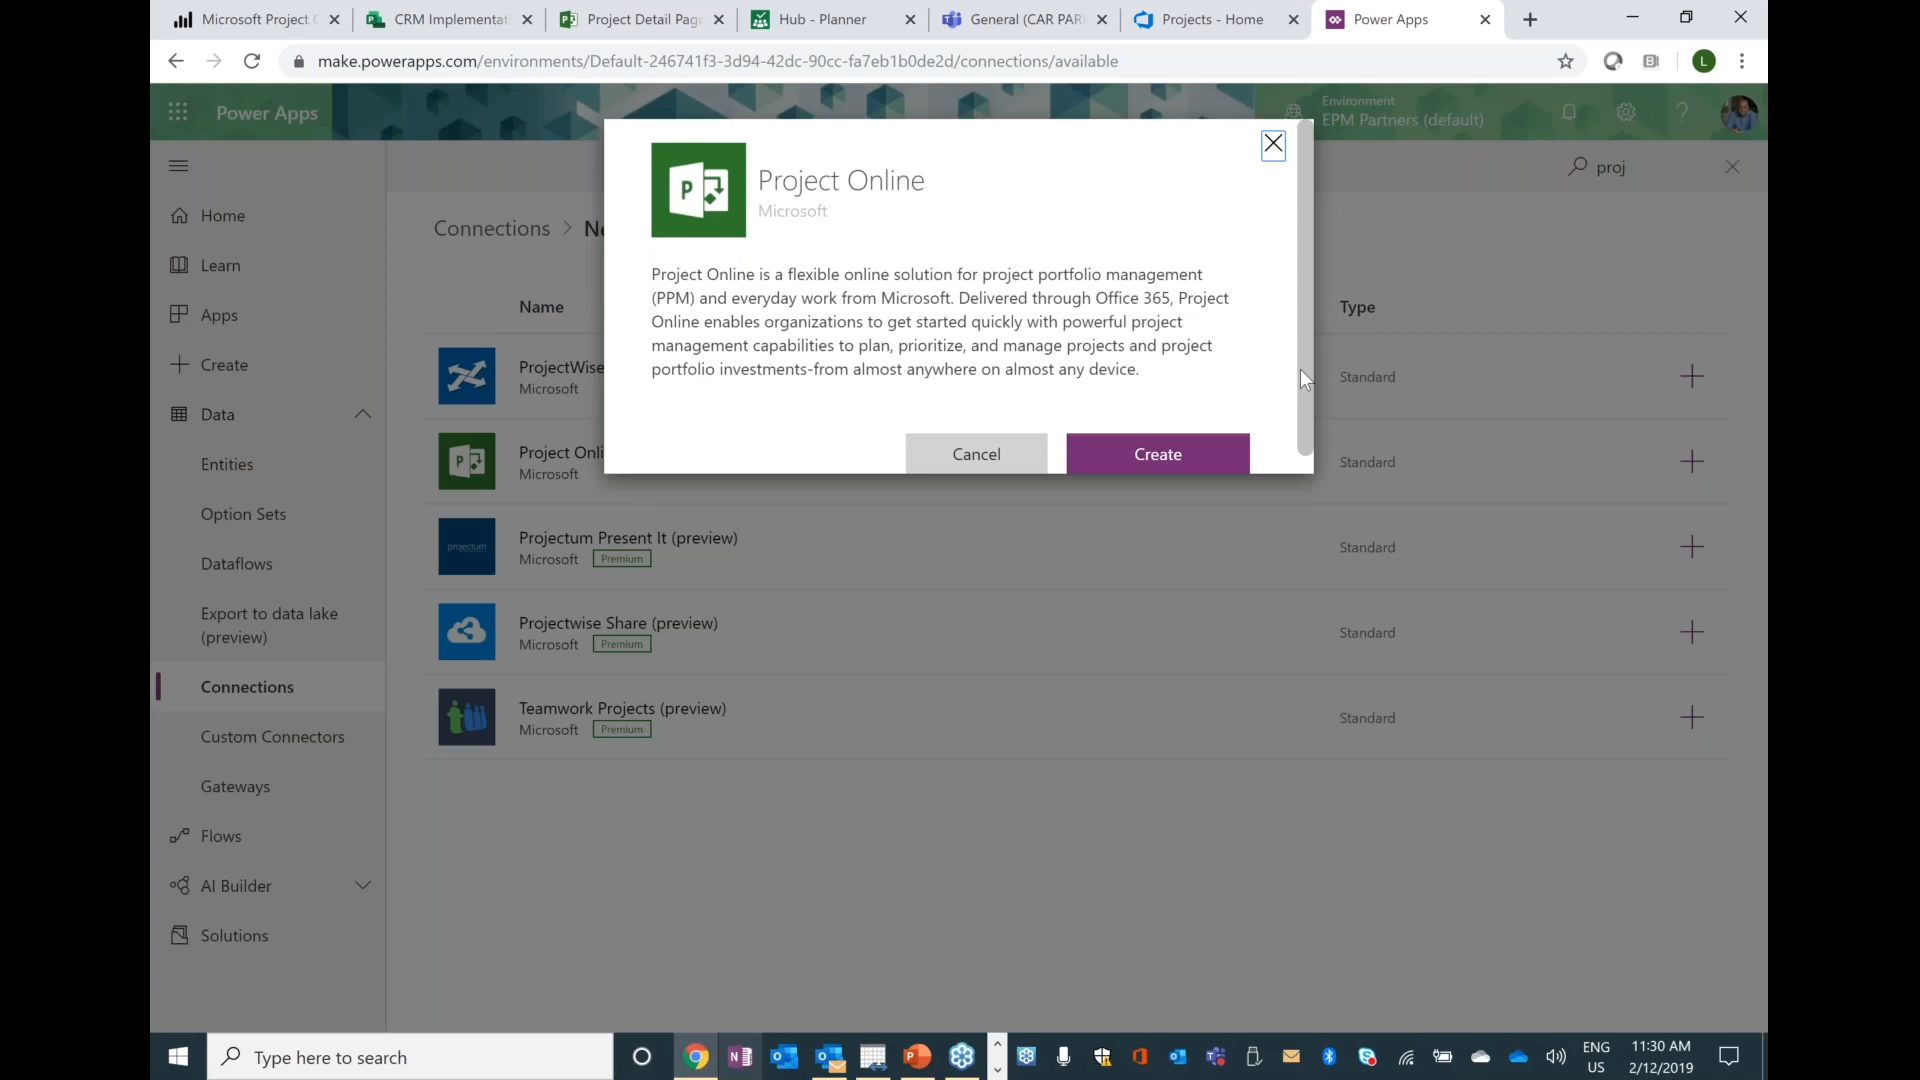 Microsoft Project
CRM Implementati
Project Detail Page
Hub - Planner
General (CAR PAR
Projects - Home
Power Apps
make.powerapps.com/environments/Default-246741f3-3d94-42dc-90cc-fa7eb1b0de2d/connections/available
L
Power Apps
Environment
EPM Partners (default)
proj
Home
Learn
Apps
Create
Data
Entities
Option Sets
Dataflows
Export to data lake
(preview)
Connections
Custom Connectors
Gateways
Flows
AI Builder
Solutions
Connections > Ne
Name
Type
ProjectWise
Microsoft
Standard
Project Onli
Microsoft
Standard
projectum
Projectum Present It (preview)
Microsoft Premium
Standard
Projectwise Share (preview)
Microsoft Premium
Standard
Teamwork Projects (preview)
Microsoft Premium
Standard
Project Online
Microsoft
Project Online is a flexible online solution for project portfolio management
(PPM) and everyday work from Microsoft. Delivered through Office 365, Project
Online enables organizations to get started quickly with powerful project
management capabilities to plan, prioritize, and manage projects and project
portfolio investments-from almost anywhere on almost any device.
Cancel
Create
Type here to search
ENG
US
11:30 AM
2/12/2019